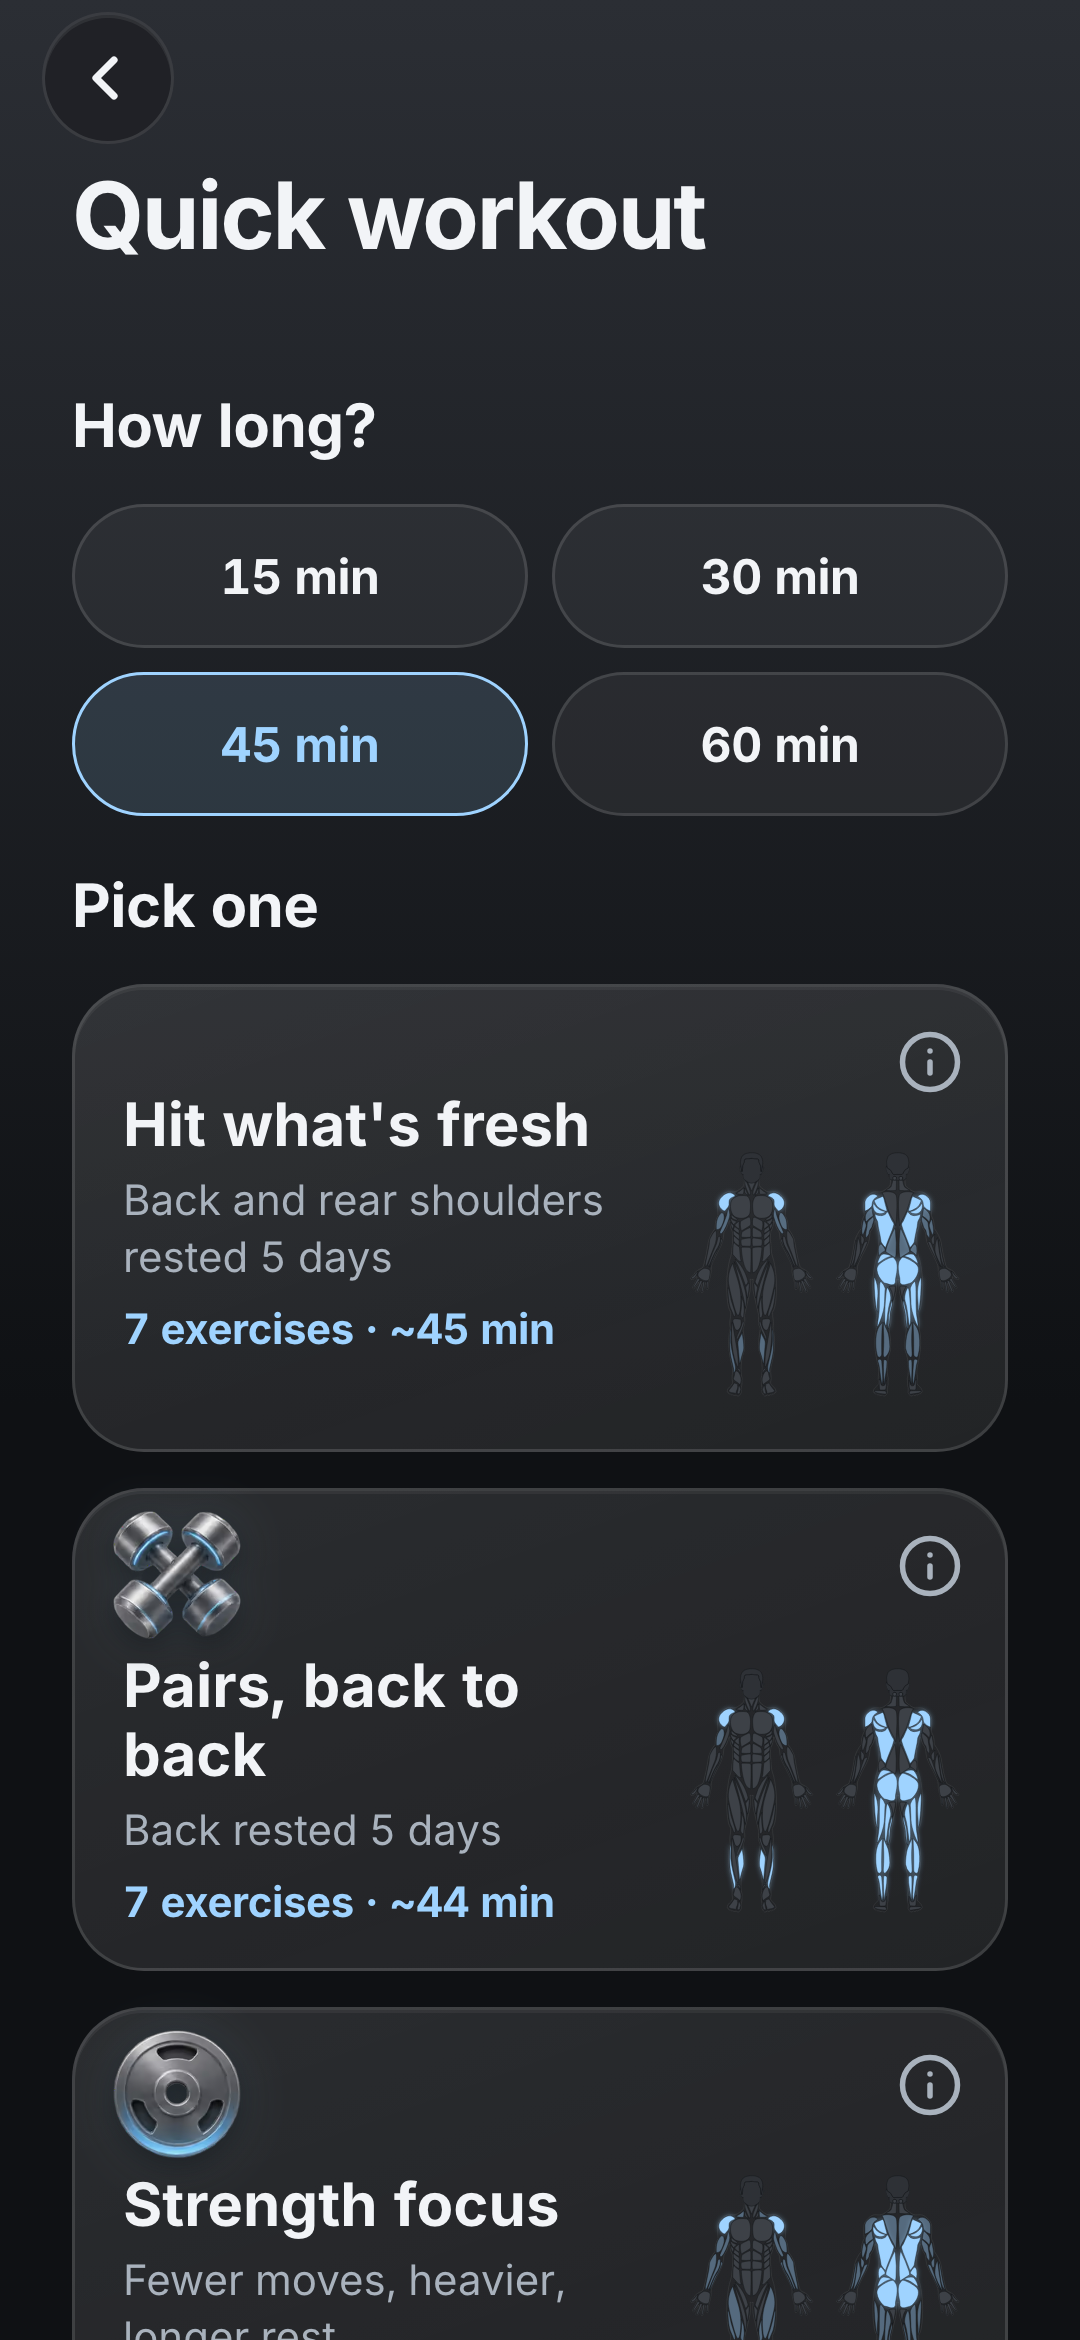 Quick workout
How long?
15 min
30 min
45 min
60 min
Pick one
Hit what's fresh
Back and rear shoulders
rested 5 days
7 exercises · ~45 min
Pairs, back to
back
Back rested 5 days
7 exercises · ~44 min
Strength focus
Fewer moves, heavier,
longer rest